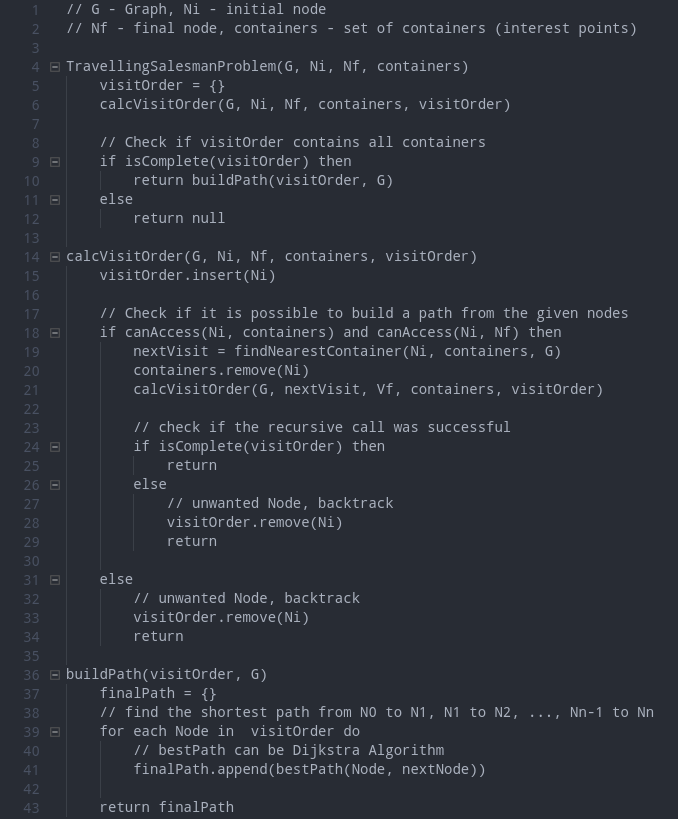 1 // G - Graph, Ni - initial node
2 // Nf - final node, containers - set of containers (interest points)
3
4 TravellingSalesmanProblem(G, Ni, Nf, containers)
5 visitOrder = {}
6 calcVisitOrder(G, Ni, Nf, containers, visitOrder)
7
8 // Check if visitOrder contains all containers
9 if isComplete(visitOrder) then
10 return buildPath(visitOrder, G)
11 else
12 return null
13
14 calcVisitOrder(G, Ni, Nf, containers, visitOrder)
15 visitOrder.insert(Ni)
16
17 // Check if it is possible to build a path from the given nodes
18 if canAccess(Ni, containers) and canAccess(Ni, Nf) then
19 nextVisit = findNearestContainer(Ni, containers, G)
20 containers.remove(Ni)
21 calcVisitOrder(G, nextVisit, Vf, containers, visitOrder)
22
23 // check if the recursive call was successful
24 if isComplete(visitOrder) then
25 return
26 else
27 // unwanted Node, backtrack
28 visitOrder.remove(Ni)
29 return
30
31 else
32 // unwanted Node, backtrack
33 visitOrder.remove(Ni)
34 return
35
36 buildPath(visitOrder, G)
37 finalPath = {}
38 // find the shortest path from N0 to N1, N1 to N2, ..., Nn-1 to Nn
39 for each Node in  visitOrder do
40 // bestPath can be Dijkstra Algorithm
41 finalPath.append(bestPath(Node, nextNode))
42
43 return finalPath